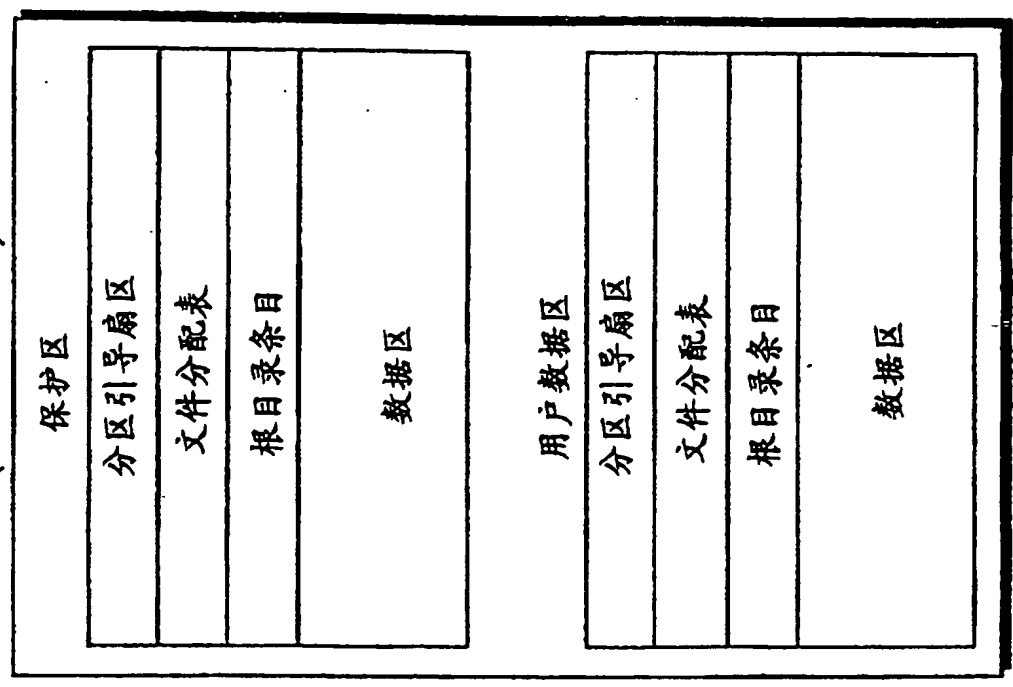 保护区
分区引导扇区
文件分配表
根目录条目
数据区
用户数据区
分区引导扇区
文件分配表
根目录条目
数据区